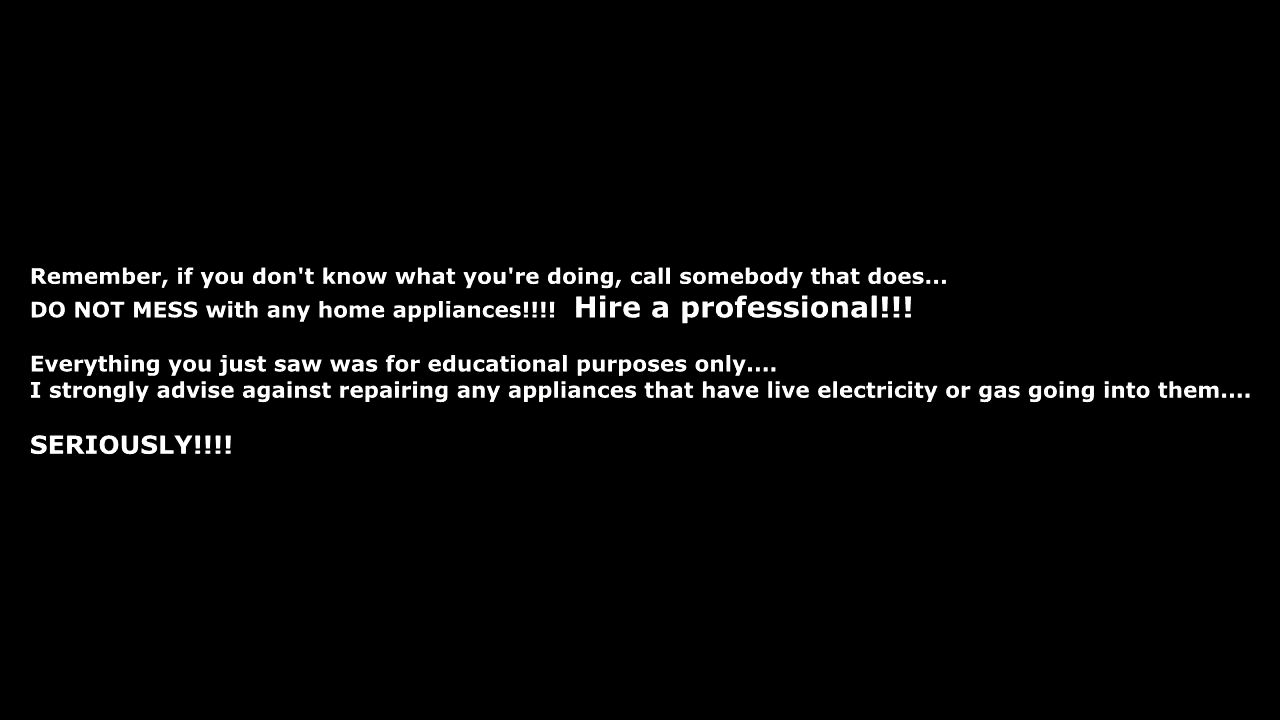 Remember, if you don't know what you're doing, call somebody that does...
DO NOT MESS with any home appliances!!!! Hire a professional!!!
Everything you just saw was for educational purposes only....
I strongly advise against repairing any appliances that have live electricity or gas going into them....
SERIOUSLY!!!!